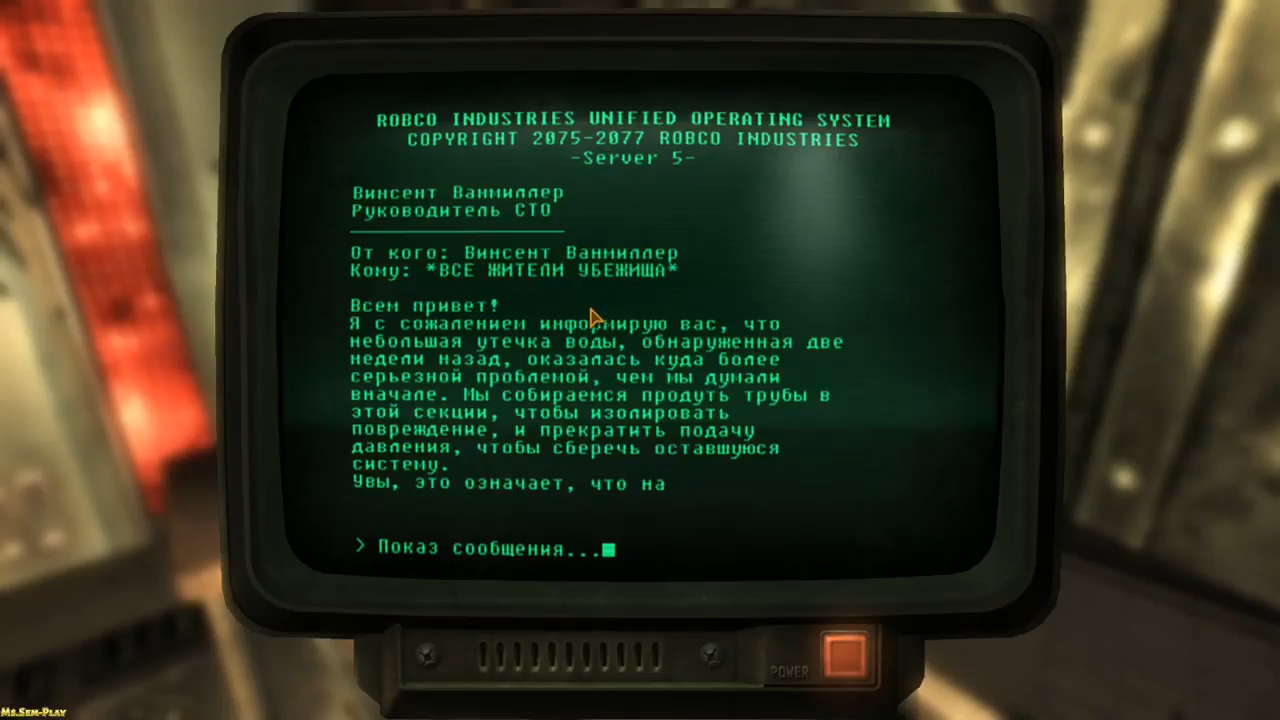 ROBCO INDUSTRIES UNIFIED OPERATING SYSTEM
COPYRIGHT 2075-2077 ROBCO INDUSTRIES
-Server 5-
Винсент Ванмиллер
Руководитель СТО
От кого: Винсент Ванмиллер
Кому: *ВСЕ ЖИТЕЛИ УБЕЖИЩА*
Всем привет!
Я с сожалением информирую вас, что
небольшая утечка воды, обнаруженная две
недели назад, оказалась куда более
серьезной проблемой, чем мы думали
вначале. Мы собираемся продуть трубы в
этой секции, чтобы изолировать
повреждение, и прекратить подачу
давления, чтобы сберечь оставшуюся
систему.
Увы, это означает, что на
> Показ сообщения...
POWER
Ms.Sem-Play